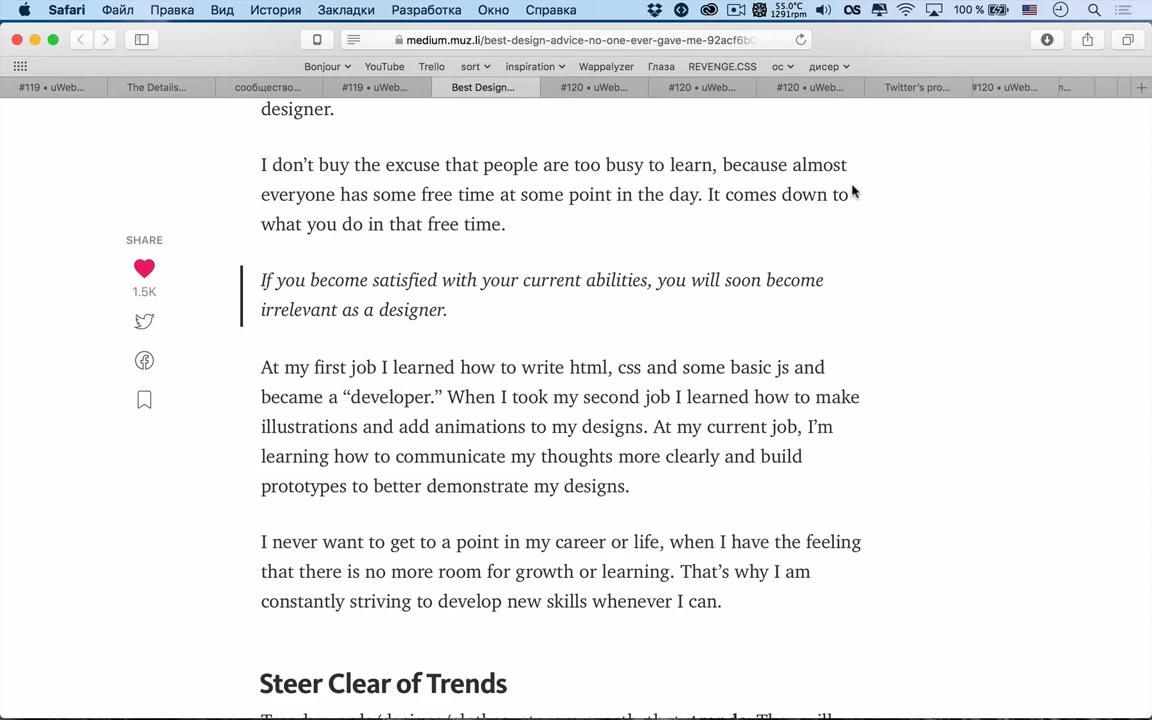 Safari Файл Правка Вид История Закладки Разработка Окно Справка 55.0°C 1291rpm 100 %
medium.muz.li/best-design-advice-no-one-ever-gave-me-92acf6b
Bonjour YouTube Trello sort inspiration Wappalyzer Глаза REVENGE.CSS ос дисер
#119 • uWeb... The Details... сообщество... #119 • uWeb... Best Design... #120 • uWeb... #120 • uWeb... #120 • uWeb... Twitter's pro... #120 • uWeb...
designer.
I don't buy the excuse that people are too busy to learn, because almost
everyone has some free time at some point in the day. It comes down to
what you do in that free time.
SHARE
1.5K
If you become satisfied with your current abilities, you will soon become
irrelevant as a designer.
At my first job I learned how to write html, css and some basic js and
became a “developer.” When I took my second job I learned how to make
illustrations and add animations to my designs. At my current job, I'm
learning how to communicate my thoughts more clearly and build
prototypes to better demonstrate my designs.
I never want to get to a point in my career or life, when I have the feeling
that there is no more room for growth or learning. That's why I am
constantly striving to develop new skills whenever I can.
Steer Clear of Trends